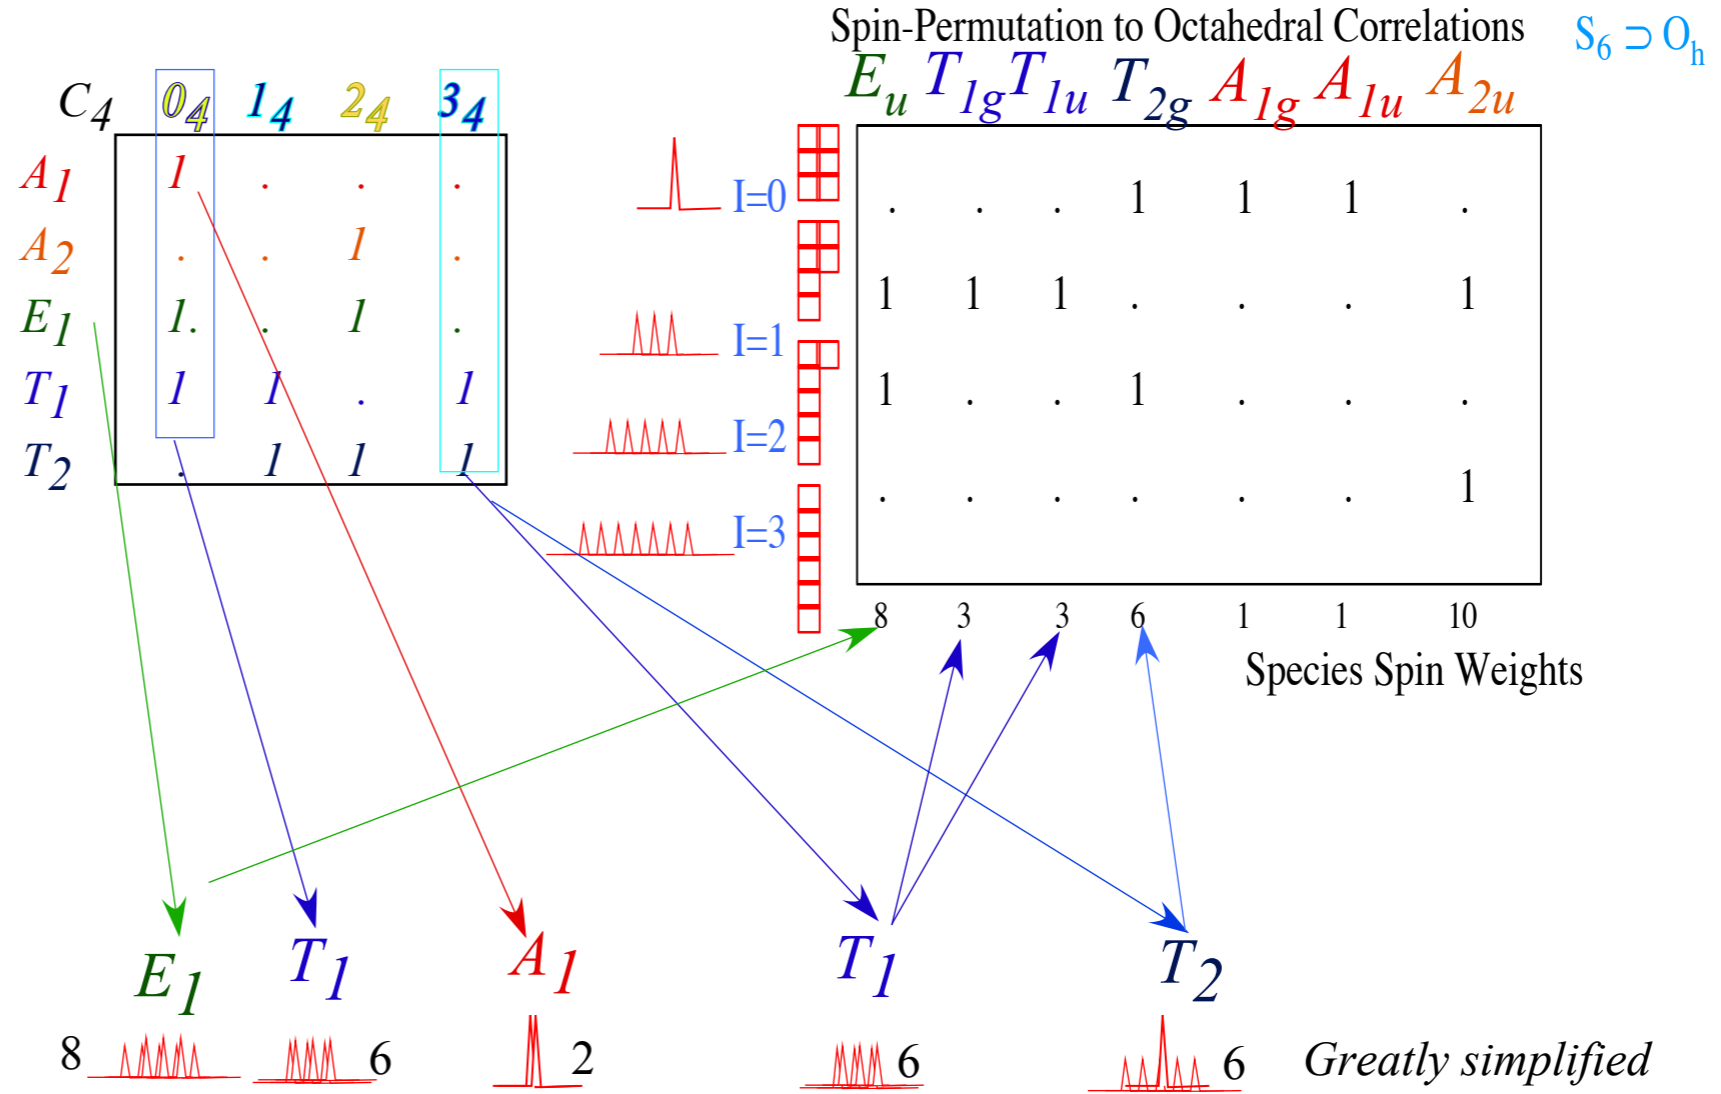 Spin-Permutation to Octahedral Correlations
S6 ⊃ Oh
C4 04 14 24 34
A1 1 . . .
A2 . . 1 .
E1 1. . 1 .
T1 1 1 . 1
T2 . 1 1 1
Eu T1g T1u T2g A1g A1u A2u
I=0 . . . 1 1 1 .
I=1 1 1 1 . . . 1
I=2 1 . . 1 . . .
I=3 . . . . . . 1
8 3 3 6 1 1 10
Species Spin Weights
E1 T1 A1 T1 T2
8 6 2 6 6 Greatly simplified